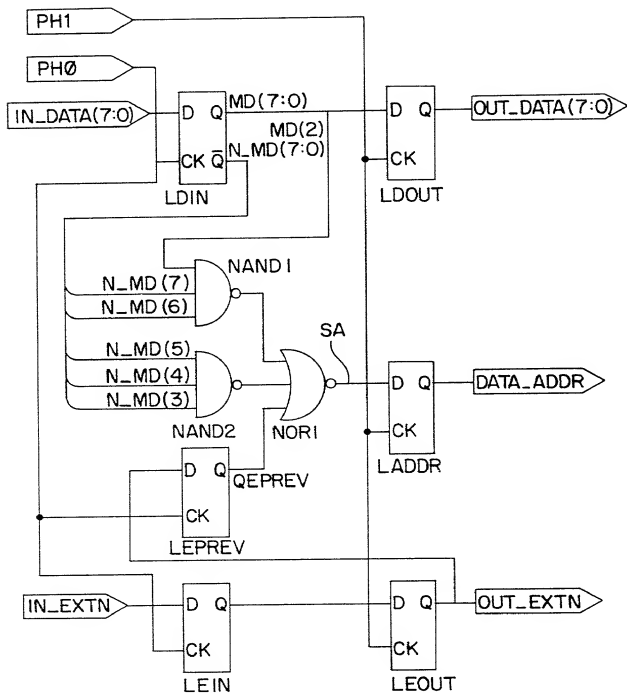 PH1
PHØ
IN_DATA(7:0)
D Q
MD(7:0)
MD(2)
CK Q̅
N_MD(7:0)
LDIN
D Q
CK
LDOUT
OUT_DATA(7:0)
NAND1
N_MD(7)
N_MD(6)
N_MD(5)
N_MD(4)
N_MD(3)
NAND2
NOR1
SA
D Q
CK
LADDR
DATA_ADDR
D Q
QEPREV
CK
LEPREV
IN_EXTN
D Q
CK
LEIN
D Q
CK
LEOUT
OUT_EXTN